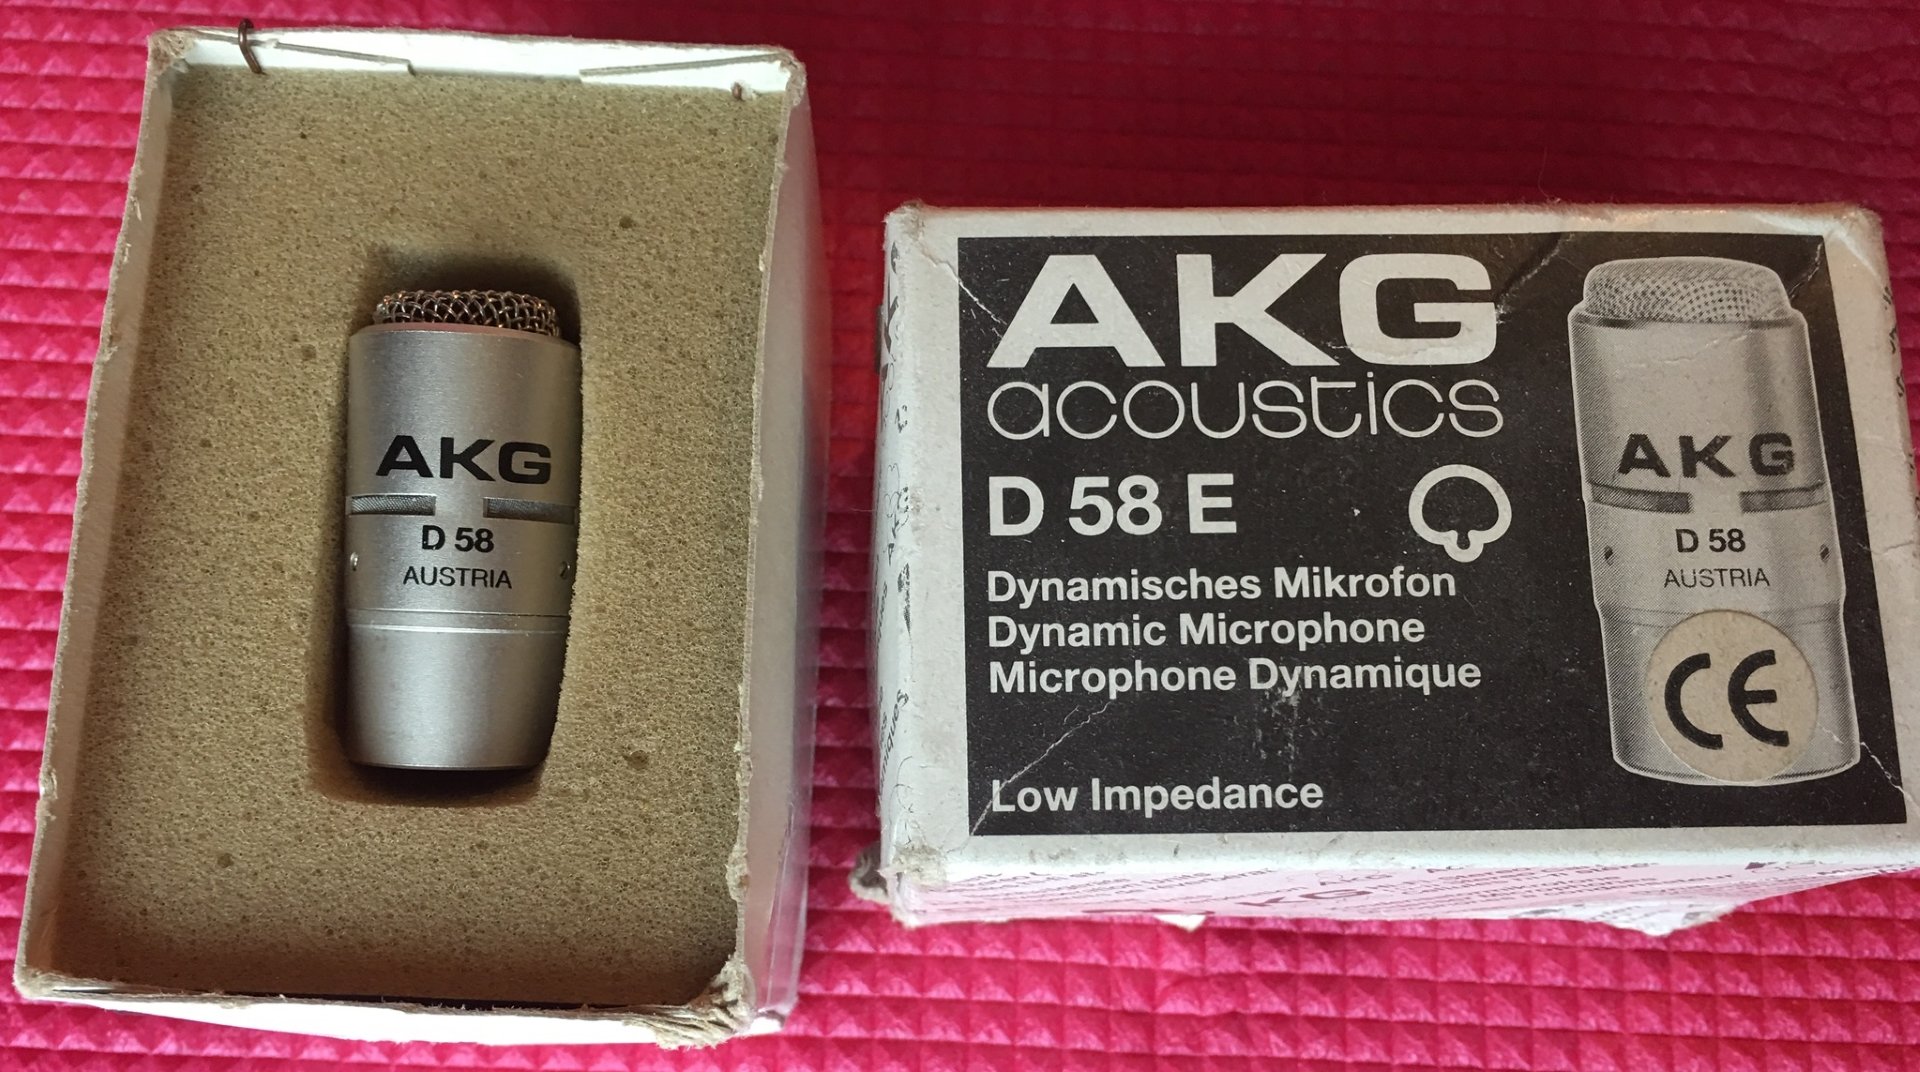 AKG
D 58
AUSTRIA
AKG
acoustics
D 58 E
Dynamisches Mikrofon
Dynamic Microphone
Microphone Dynamique
Low Impedance
AKG
D 58
AUSTRIA
CE